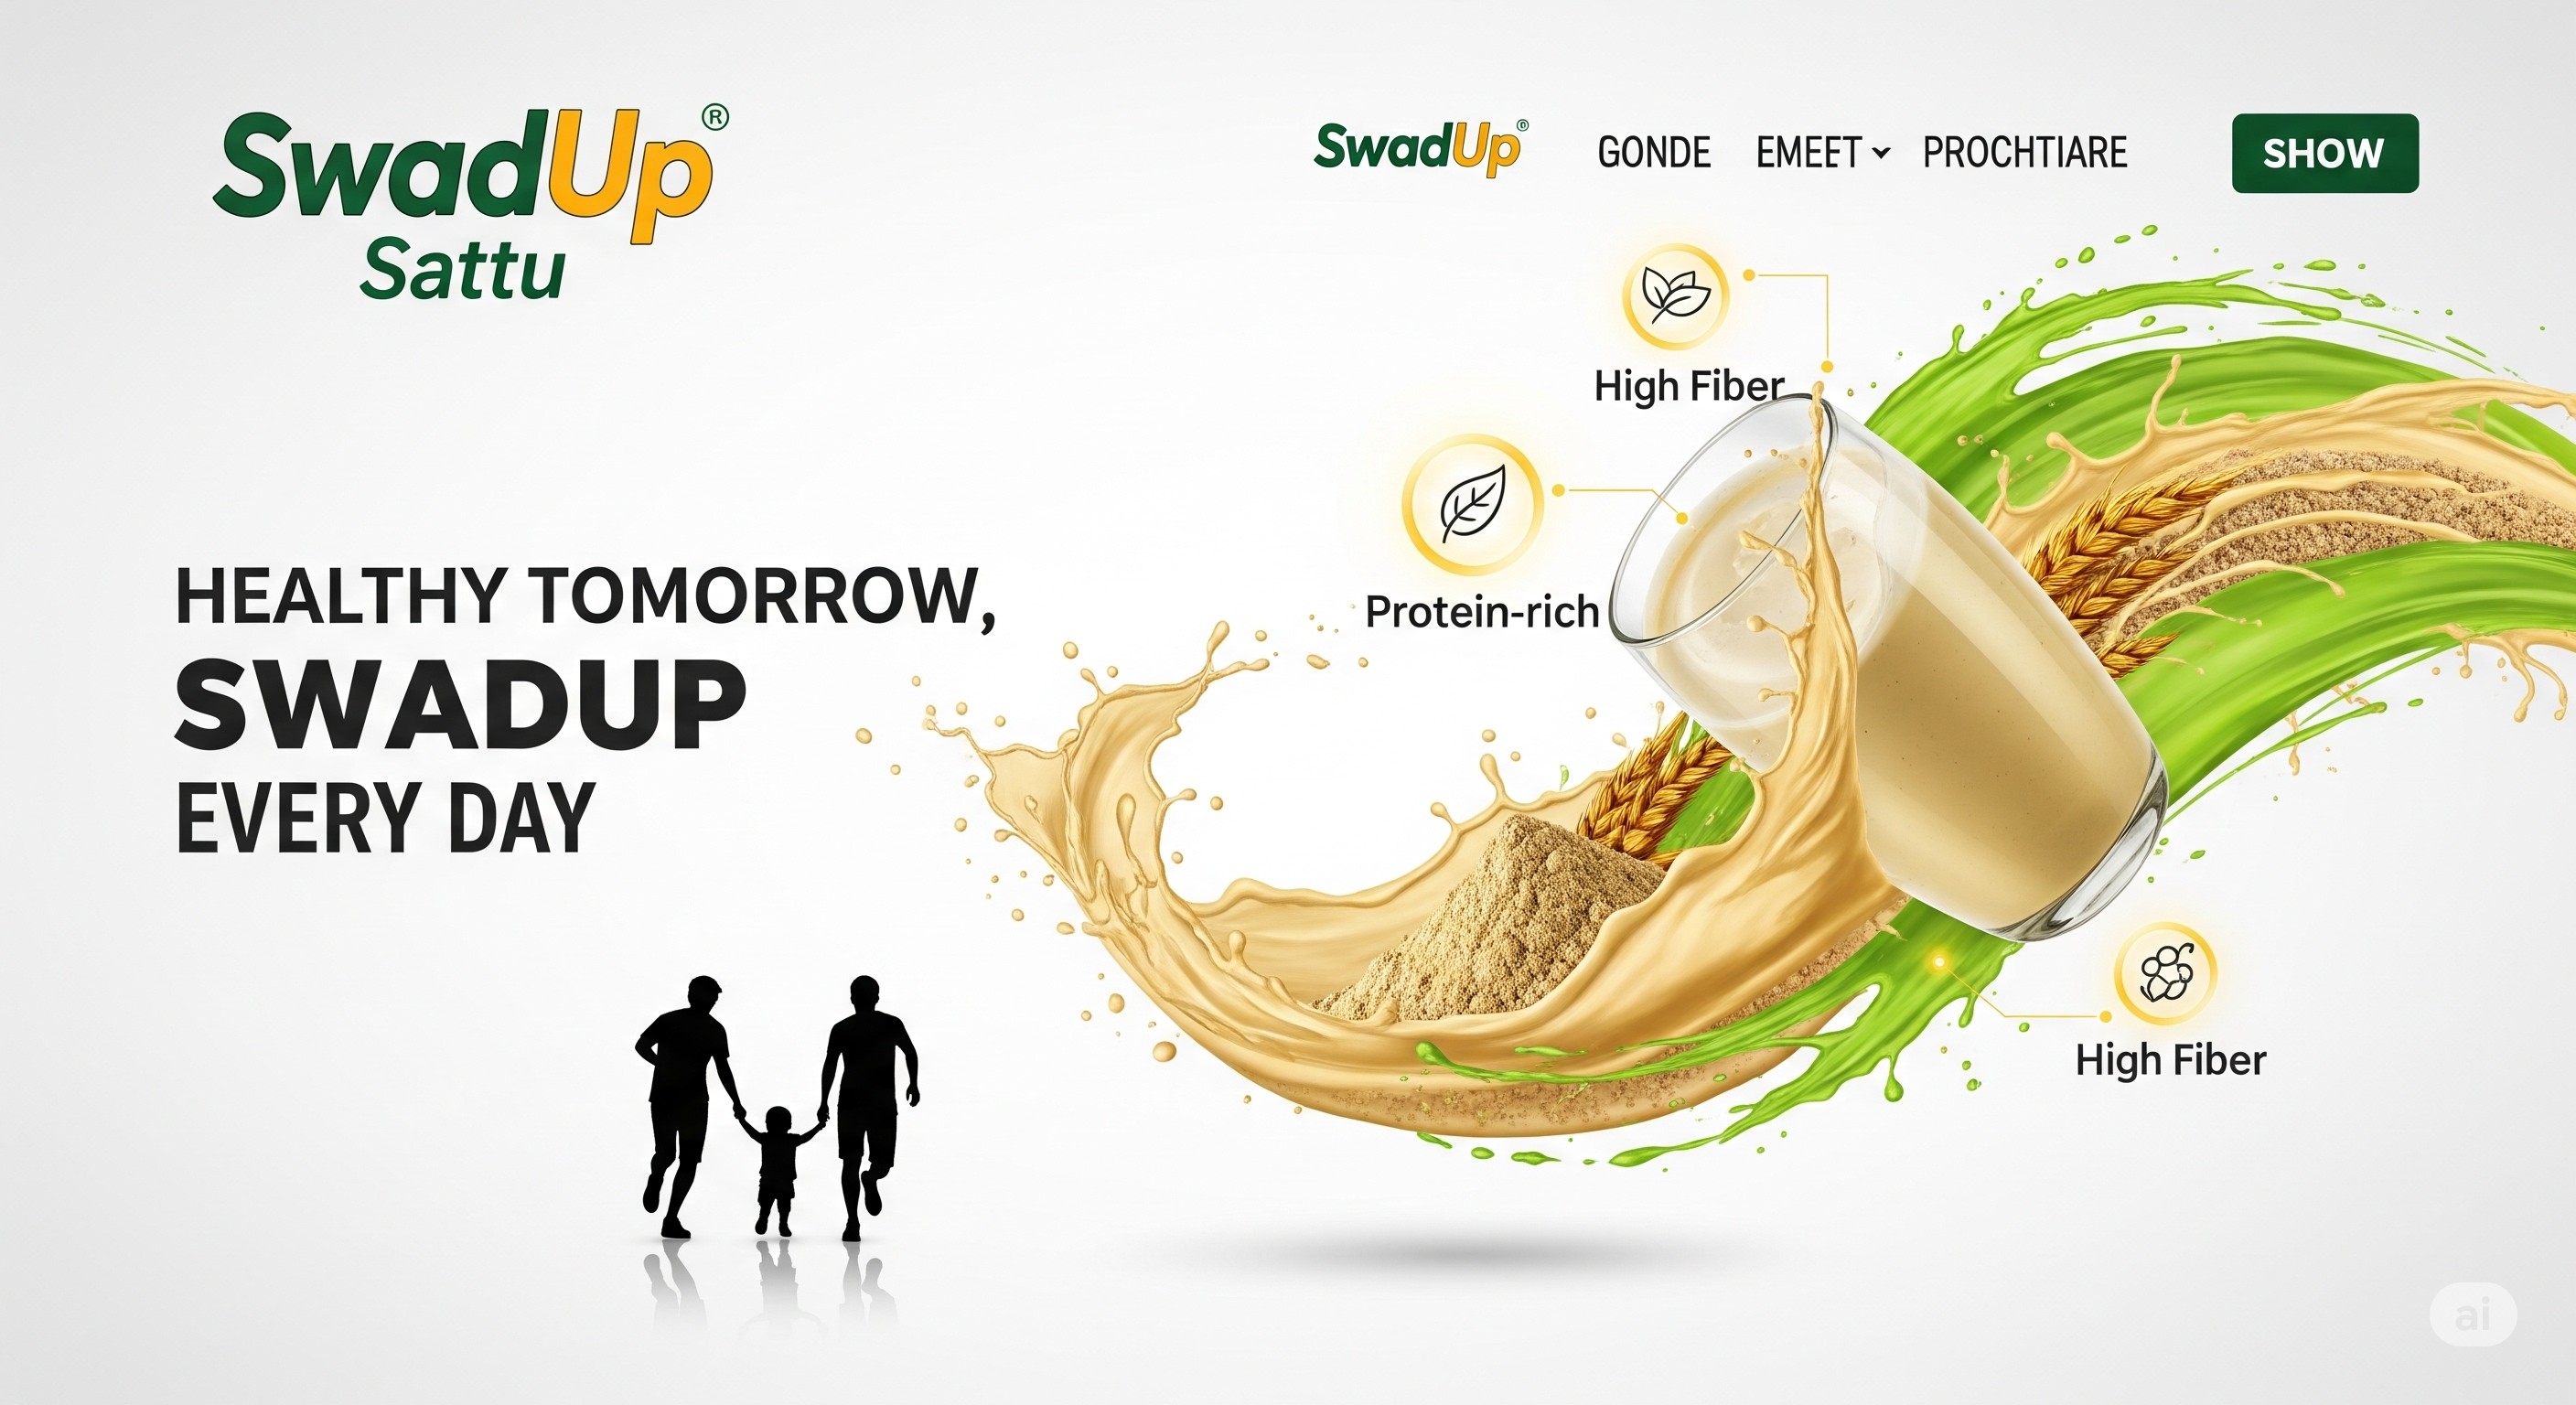 SwadUp®
Sattu
SwadUp®
GONDE EMEET PROCHTIARE SHOW
High Fiber
Protein-rich
HEALTHY TOMORROW,
SWADUP
EVERY DAY
High Fiber
ai